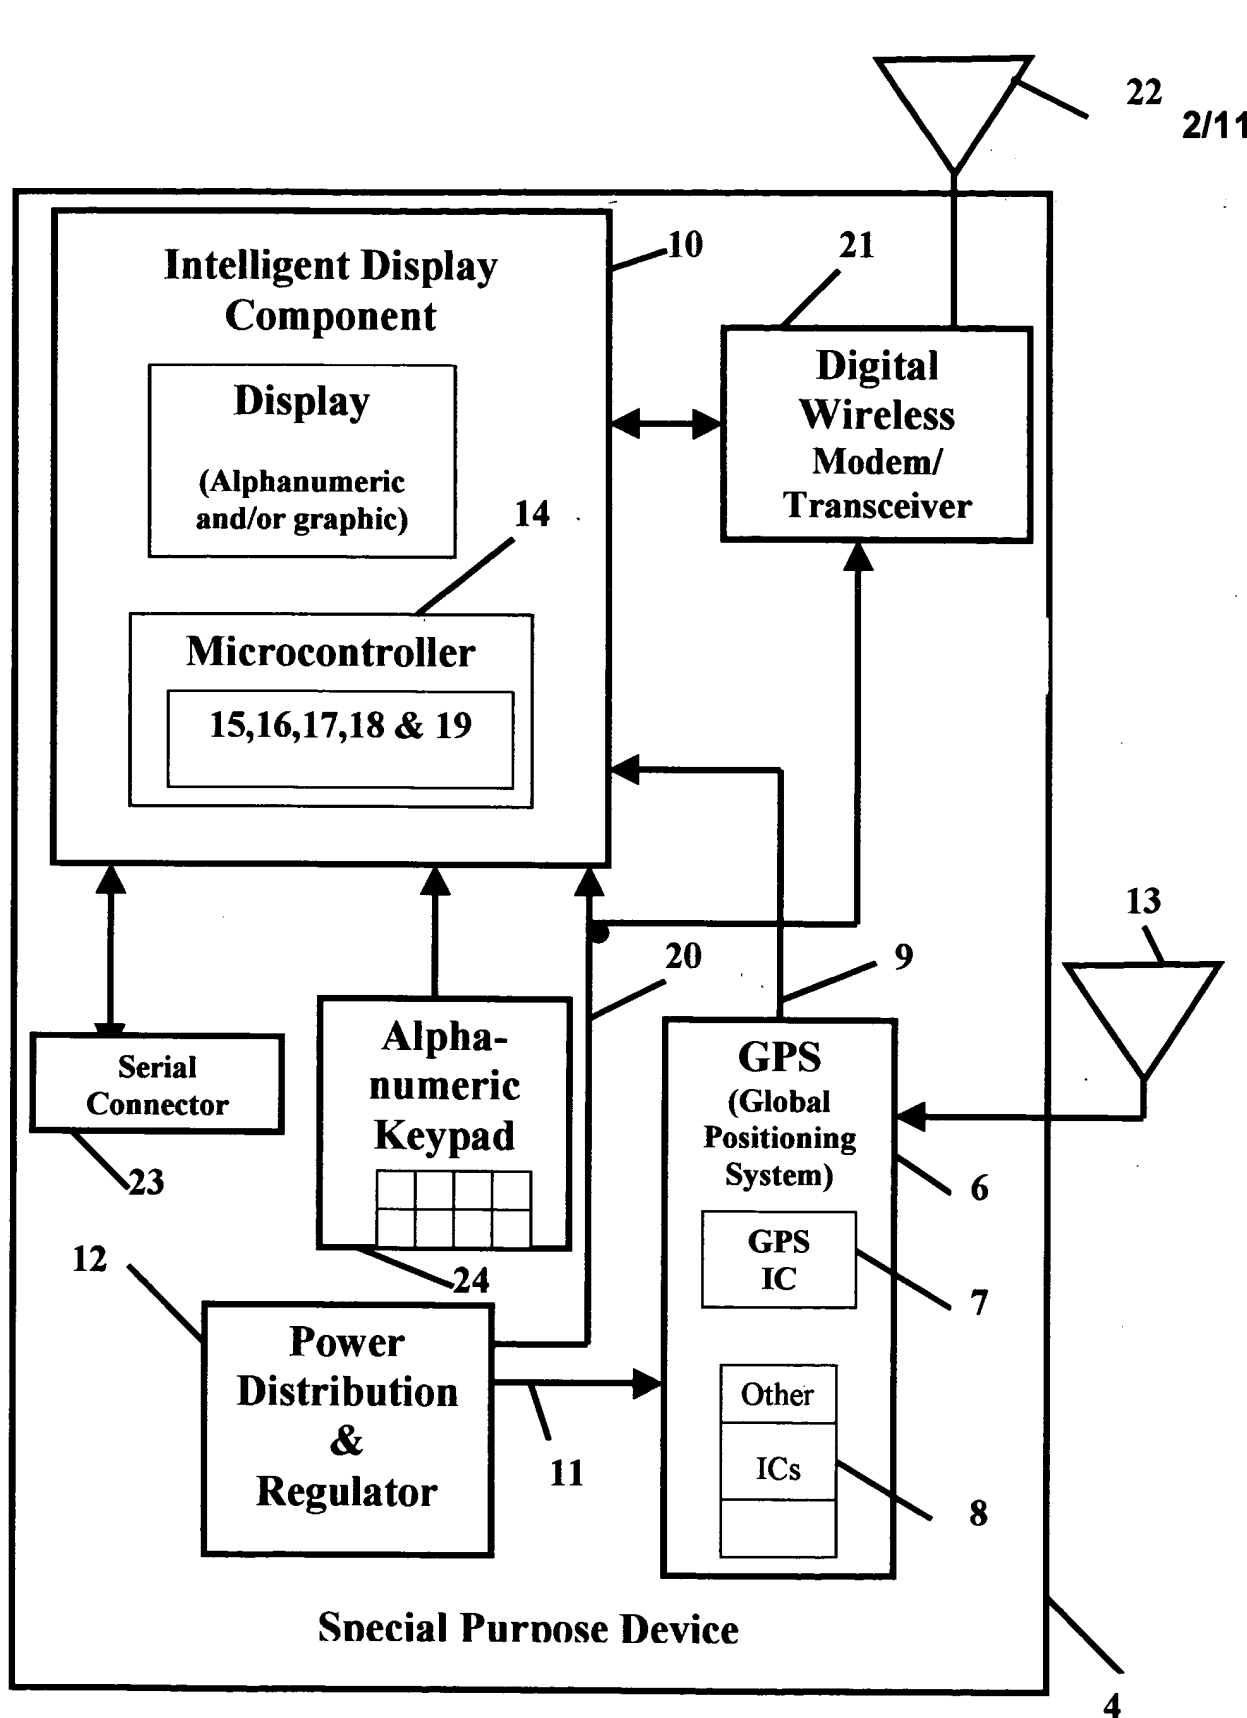 22
2/11
10
21
Intelligent Display
Component
Digital
Wireless
Modem/
Transceiver
Display
(Alphanumeric
and/or graphic)
14
Microcontroller
15,16,17,18 & 19
13
20
9
Serial
Connector
23
Alpha-
numeric
Keypad
24
GPS
(Global
Positioning
System)
6
GPS
IC
7
12
Power
Distribution
&
Regulator
11
Other
ICs
8
Special Purpose Device
4